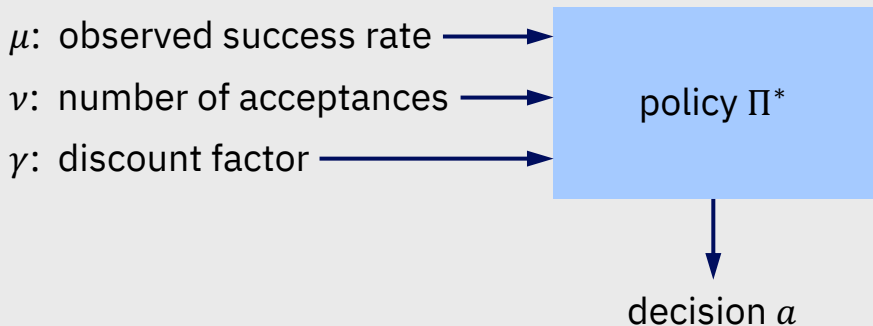 μ: observed success rate
ν: number of acceptances
γ: discount factor
policy Π*
decision a